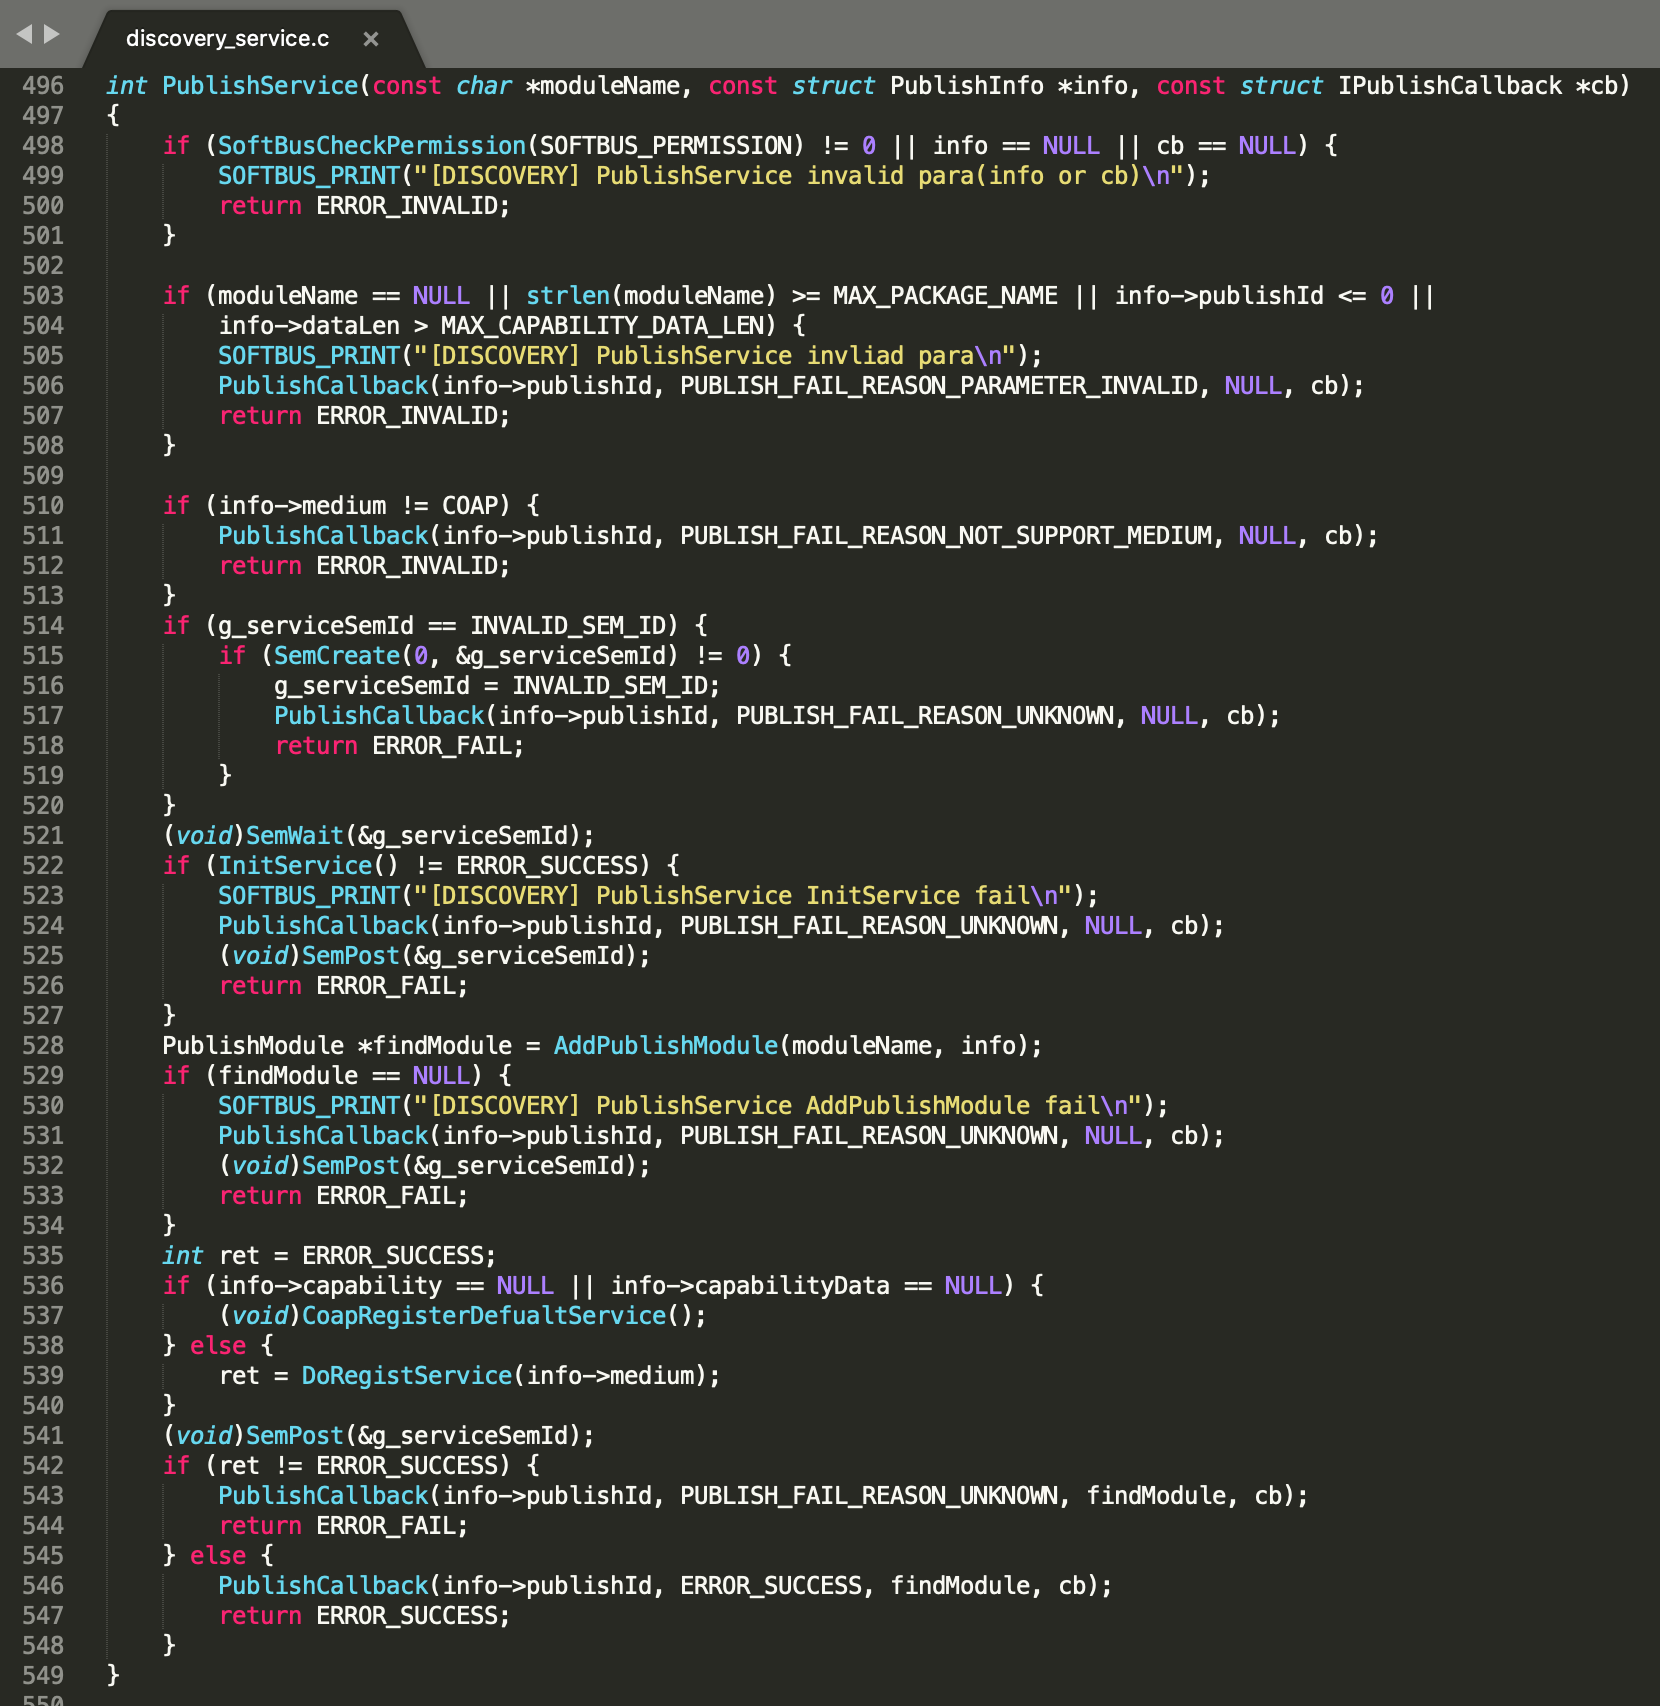 discovery_service.c ×
496 int PublishService(const char *moduleName, const struct PublishInfo *info, const struct IPublishCallback *cb)
497 {
498     if (SoftBusCheckPermission(SOFTBUS_PERMISSION) != 0 || info == NULL || cb == NULL) {
499         SOFTBUS_PRINT("[DISCOVERY] PublishService invalid para(info or cb)\n");
500         return ERROR_INVALID;
501     }
502
503     if (moduleName == NULL || strlen(moduleName) >= MAX_PACKAGE_NAME || info->publishId <= 0 ||
504         info->dataLen > MAX_CAPABILITY_DATA_LEN) {
505         SOFTBUS_PRINT("[DISCOVERY] PublishService invliad para\n");
506         PublishCallback(info->publishId, PUBLISH_FAIL_REASON_PARAMETER_INVALID, NULL, cb);
507         return ERROR_INVALID;
508     }
509
510     if (info->medium != COAP) {
511         PublishCallback(info->publishId, PUBLISH_FAIL_REASON_NOT_SUPPORT_MEDIUM, NULL, cb);
512         return ERROR_INVALID;
513     }
514     if (g_serviceSemId == INVALID_SEM_ID) {
515         if (SemCreate(0, &g_serviceSemId) != 0) {
516             g_serviceSemId = INVALID_SEM_ID;
517             PublishCallback(info->publishId, PUBLISH_FAIL_REASON_UNKNOWN, NULL, cb);
518             return ERROR_FAIL;
519         }
520     }
521     (void)SemWait(&g_serviceSemId);
522     if (InitService() != ERROR_SUCCESS) {
523         SOFTBUS_PRINT("[DISCOVERY] PublishService InitService fail\n");
524         PublishCallback(info->publishId, PUBLISH_FAIL_REASON_UNKNOWN, NULL, cb);
525         (void)SemPost(&g_serviceSemId);
526         return ERROR_FAIL;
527     }
528     PublishModule *findModule = AddPublishModule(moduleName, info);
529     if (findModule == NULL) {
530         SOFTBUS_PRINT("[DISCOVERY] PublishService AddPublishModule fail\n");
531         PublishCallback(info->publishId, PUBLISH_FAIL_REASON_UNKNOWN, NULL, cb);
532         (void)SemPost(&g_serviceSemId);
533         return ERROR_FAIL;
534     }
535     int ret = ERROR_SUCCESS;
536     if (info->capability == NULL || info->capabilityData == NULL) {
537         (void)CoapRegisterDefualtService();
538     } else {
539         ret = DoRegistService(info->medium);
540     }
541     (void)SemPost(&g_serviceSemId);
542     if (ret != ERROR_SUCCESS) {
543         PublishCallback(info->publishId, PUBLISH_FAIL_REASON_UNKNOWN, findModule, cb);
544         return ERROR_FAIL;
545     } else {
546         PublishCallback(info->publishId, ERROR_SUCCESS, findModule, cb);
547         return ERROR_SUCCESS;
548     }
549 }
550